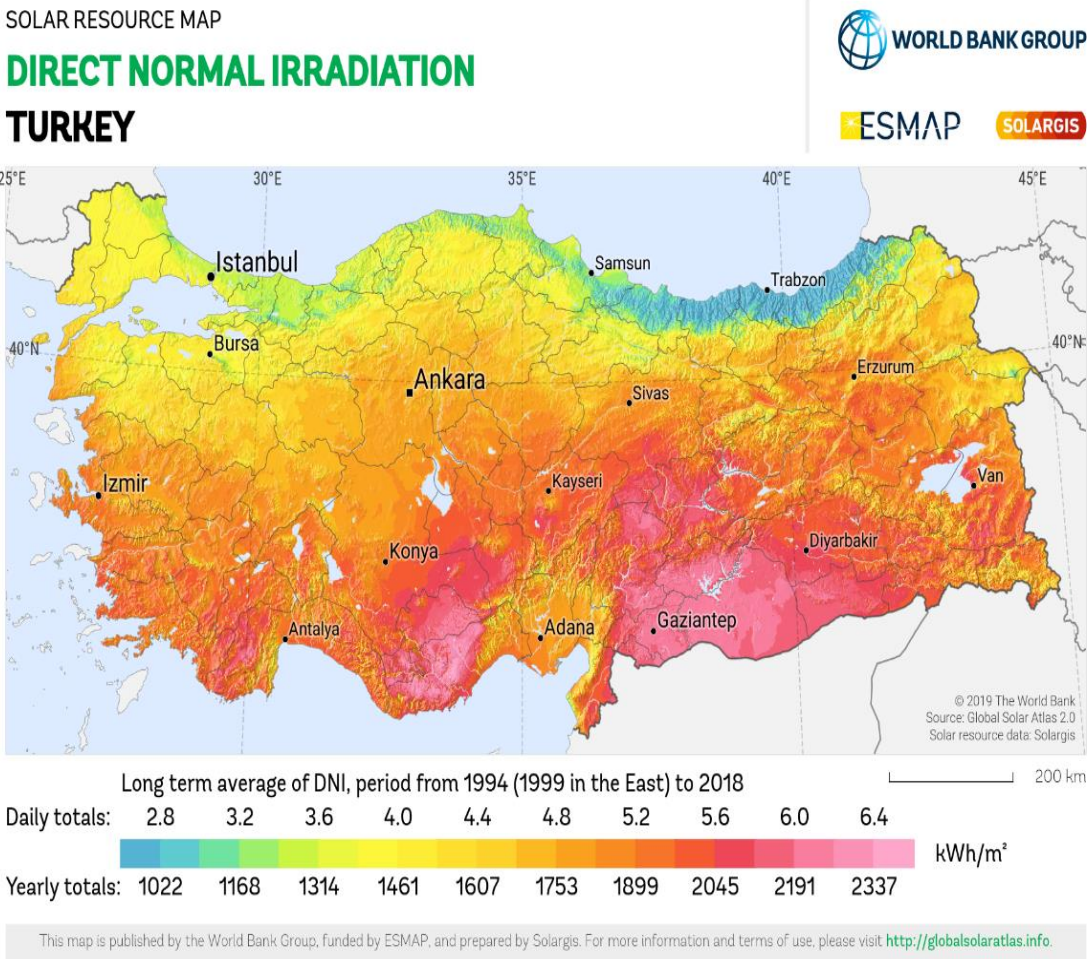 SOLAR RESOURCE MAP
DIRECT NORMAL IRRADIATION
TURKEY
WORLD BANK GROUP
ESMAP
SOLARGIS
25°E 30°E 35°E 40°E 45°E
Istanbul
Samsun
Trabzon
Bursa
40°N
40°N
Ankara
Erzurum
Sivas
Izmir
Kayseri
Van
Konya
Diyarbakir
Antalya
Adana
Gaziantep
© 2019 The World Bank
Source: Global Solar Atlas 2.0
Solar resource data: Solargis
200 km
Long term average of DNI, period from 1994 (1999 in the East) to 2018
Daily totals: 2.8 3.2 3.6 4.0 4.4 4.8 5.2 5.6 6.0 6.4
kWh/m²
Yearly totals: 1022 1168 1314 1461 1607 1753 1899 2045 2191 2337
This map is published by the World Bank Group, funded by ESMAP, and prepared by Solargis. For more information and terms of use, please visit http://globalsolaratlas.info.